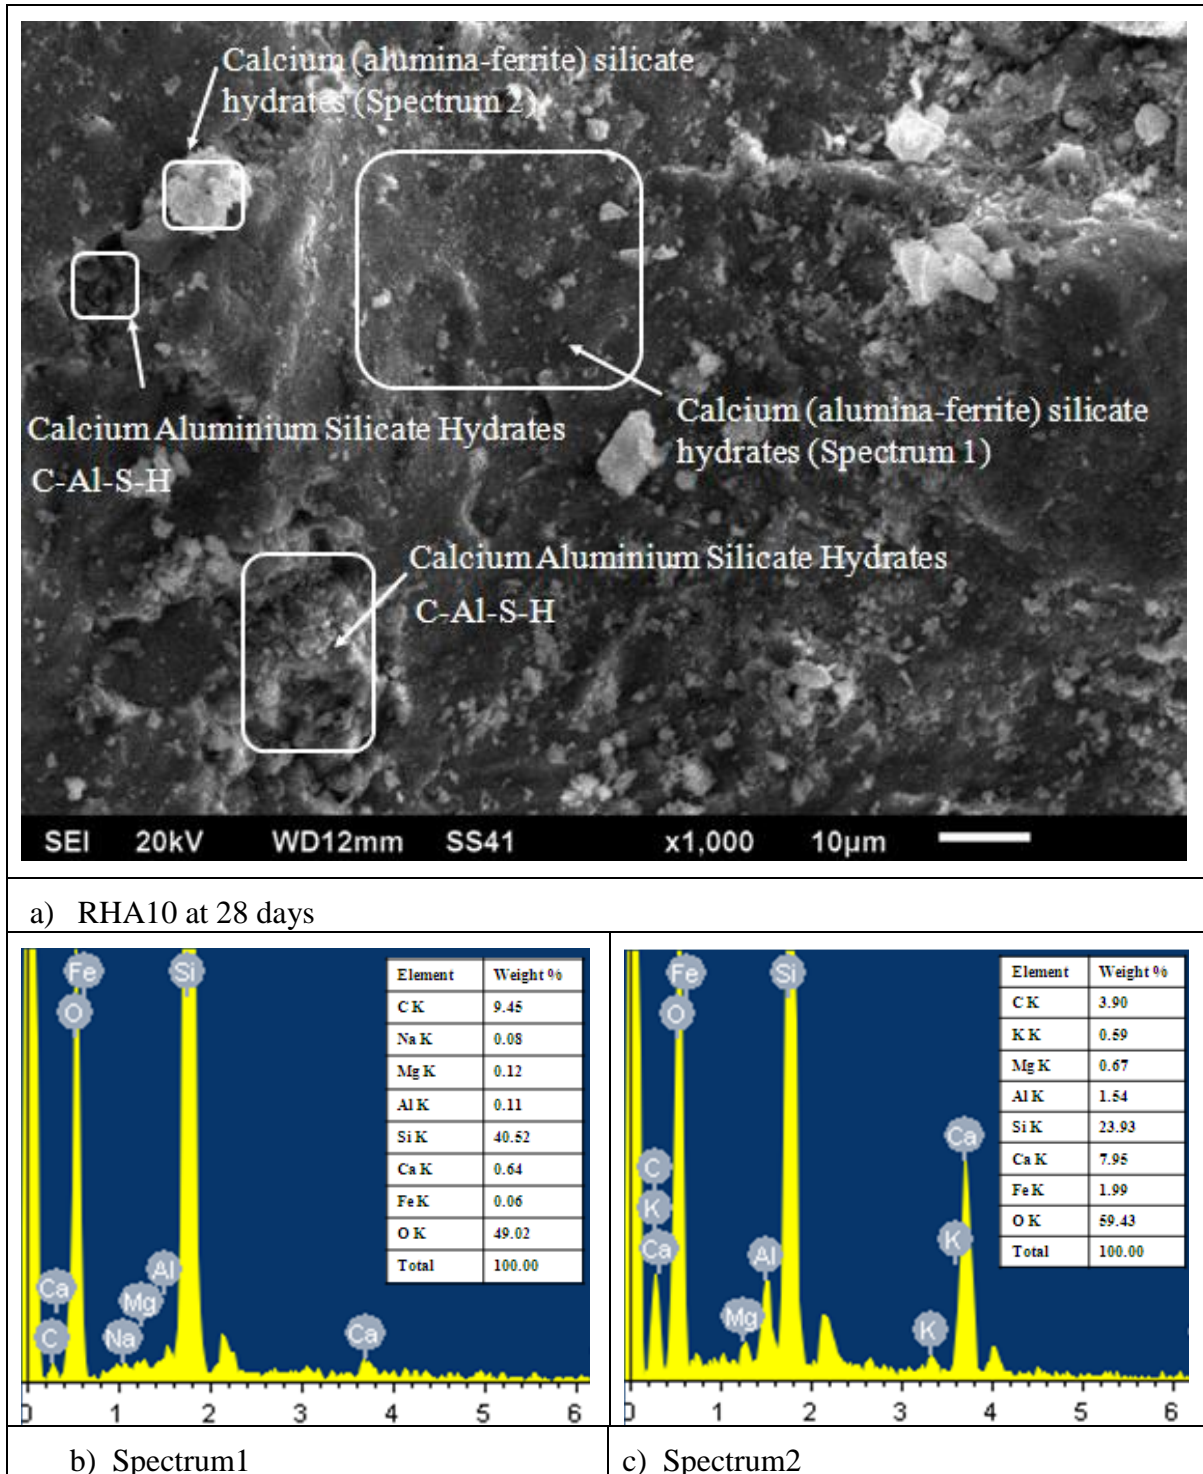 Calcium (alumina-ferrite) silicate
hydrates (Spectrum 2)
Calcium Aluminium Silicate Hydrates
C-Al-S-H
Calcium (alumina-ferrite) silicate
hydrates (Spectrum 1)
Calcium Aluminium Silicate Hydrates
C-Al-S-H
SEI 20kV WD12mm SS41 x1,000 10µm
a) RHA10 at 28 days
Fe
O
Si
Ca
C
Na
Mg
Al
Ca
0 1 2 3 4 5 6
Element Weight %
C K 9.45
Na K 0.08
Mg K 0.12
Al K 0.11
Si K 40.52
Ca K 0.64
Fe K 0.06
O K 49.02
Total 100.00
Fe
O
Si
C
K
Ca
Mg
Al
K
K
Ca
0 1 2 3 4 5 6
Element Weight %
C K 3.90
K K 0.59
Mg K 0.67
Al K 1.54
Si K 23.93
Ca K 7.95
Fe K 1.99
O K 59.43
Total 100.00
b) Spectrum1
c) Spectrum2